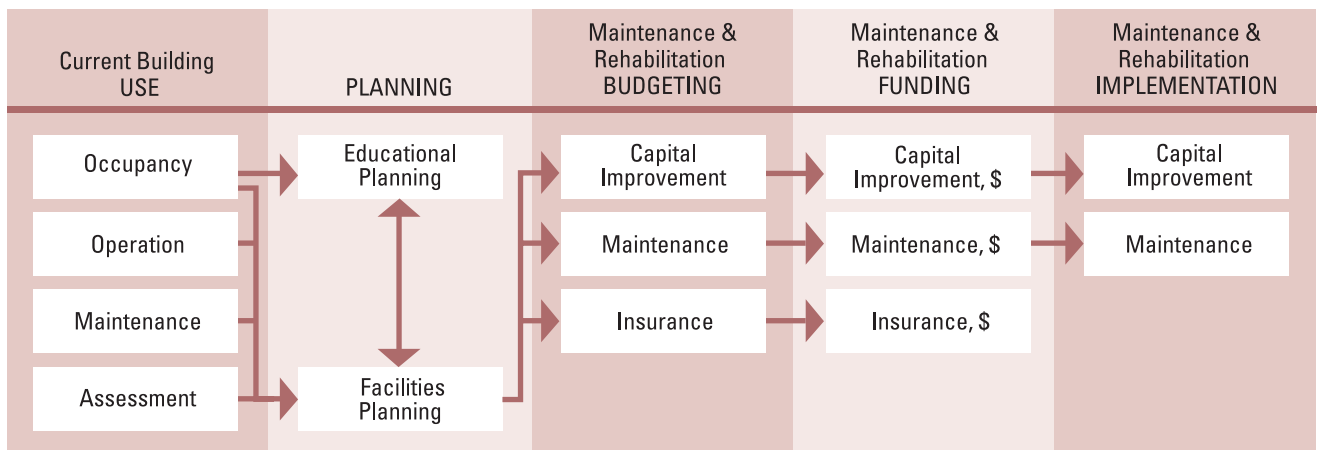 Current Building
USE
PLANNING
Maintenance &
Rehabilitation
BUDGETING
Maintenance &
Rehabilitation
FUNDING
Maintenance &
Rehabilitation
IMPLEMENTATION
Occupancy
Operation
Maintenance
Assessment
Educational
Planning
Facilities
Planning
Capital
Improvement
Maintenance
Insurance
Capital
Improvement, $
Maintenance, $
Insurance, $
Capital
Improvement
Maintenance